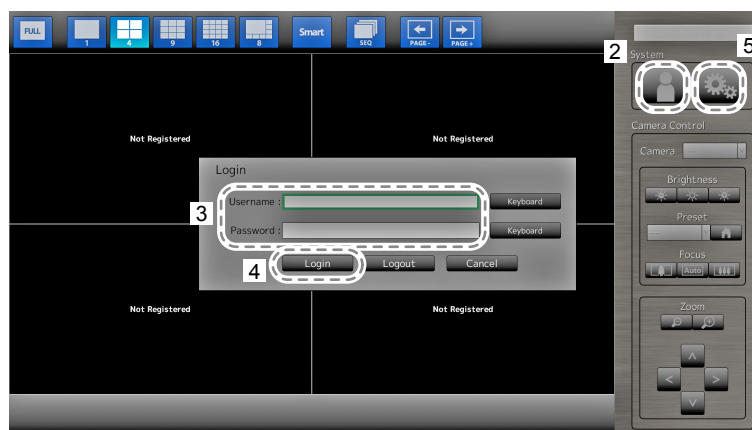 FULL
1
4
9
16
8
Smart
SEQ
PAGE-
PAGE+
2
5
System
Not Registered
Not Registered
Camera Control
Camera
Login
Username :
Keyboard
3
Password :
Keyboard
4
Login
Logout
Cancel
Brightness
Preset
Focus
Auto
Not Registered
Not Registered
Zoom